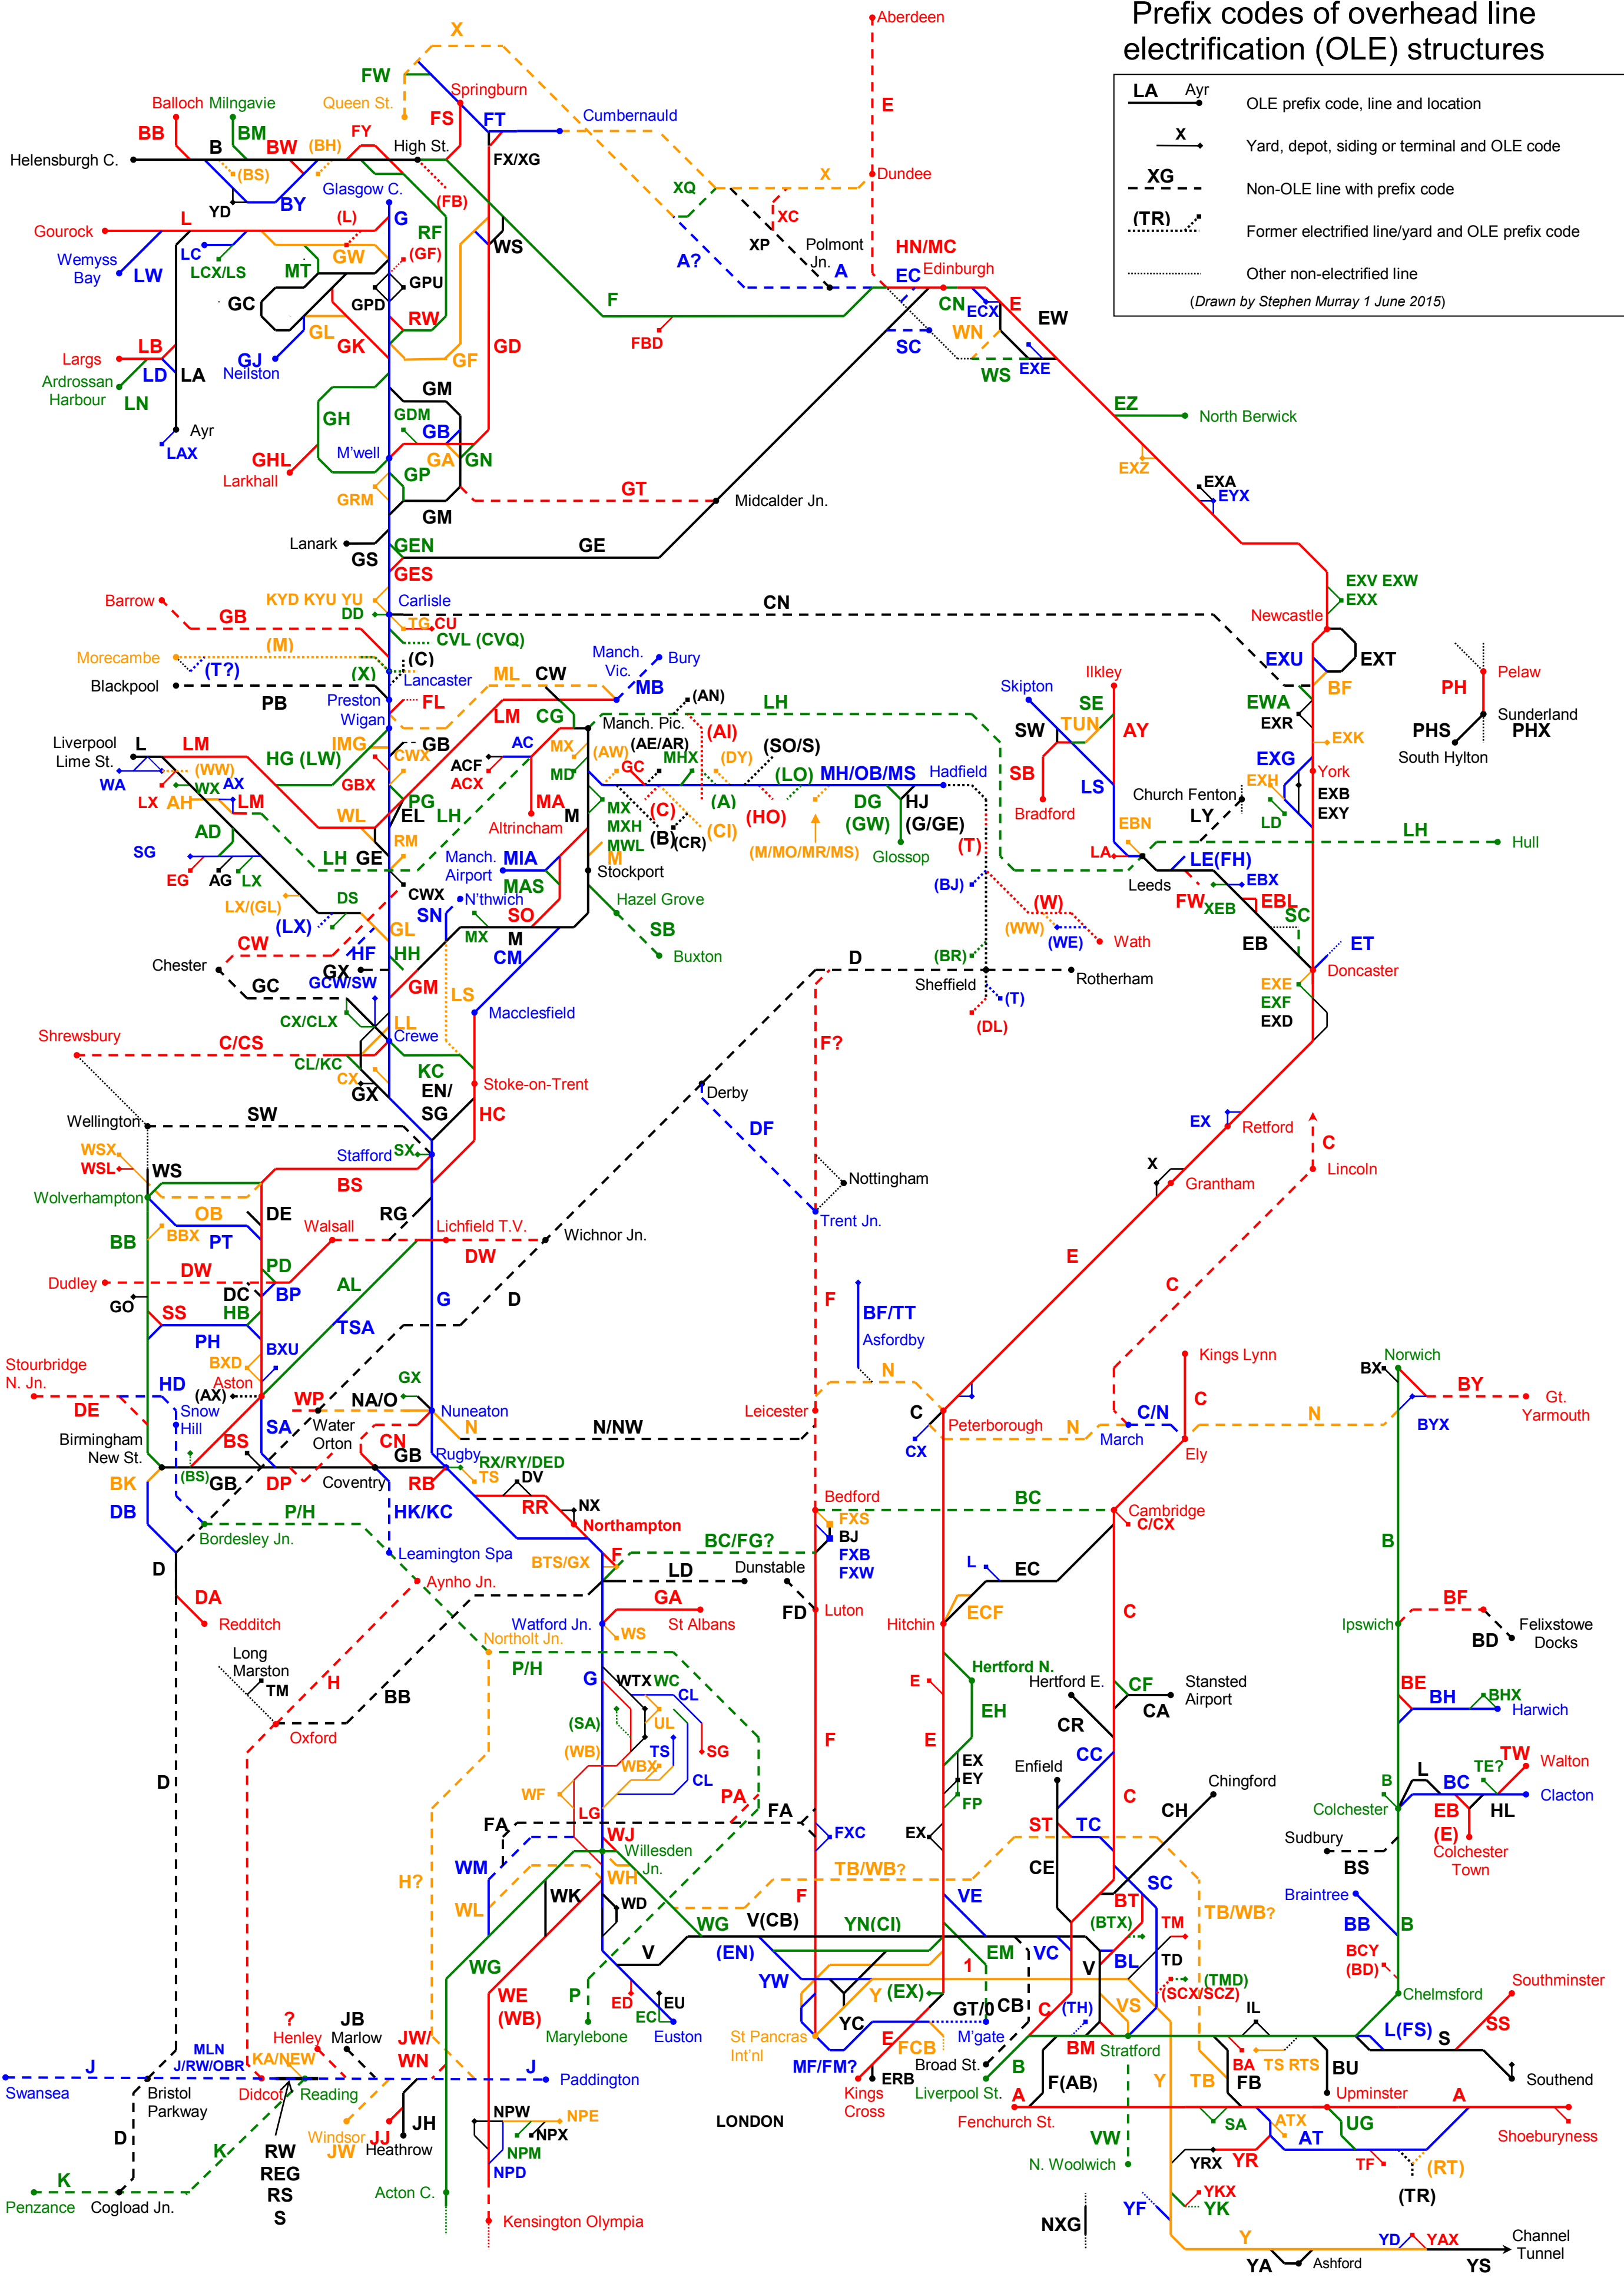 Prefix codes of overhead line
electrification (OLE) structures
LA Ayr
OLE prefix code, line and location
X
Yard, depot, siding or terminal and OLE code
XG
Non-OLE line with prefix code
(TR)
Former electrified line/yard and OLE prefix code
Other non-electrified line
(Drawn by Stephen Murray 1 June 2015)
X
Aberdeen
FW
Queen St.
Springburn
E
Balloch Milngavie
FS
FT
Cumbernauld
BB
BM
FY
B
BW
(BH)
High St.
FX/XG
Helensburgh C.
(BS)
Glasgow C.
(FB)
XQ
X
Dundee
YD
BY
L
(L)
G
RF
XC
Gourock
LC
GW
(GF)
WS
XP
Polmont
Jn.
HN/MC
Wemyss
Bay
LW
LCX/LS
MT
GPU
A?
A
EC
Edinburgh
GC
GPD
F
CN
ECX
E
EW
GL
RW
WN
FBD
SC
LB
GK
GD
GF
EXE
Largs
GJ
WS
Ardrossan
Harbour
LD
LA
Neilston
LN
GM
EZ
North Berwick
GH
GDM
Ayr
GB
LAX
M'well
GA
GN
GHL
GP
EXZ
Larkhall
GRM
GT
Midcalder Jn.
EXA
EYX
GM
Lanark
GS
GEN
GE
GES
EXV EXW
EXX
Barrow
KYD KYU YU
Carlisle
CN
DD
Newcastle
GB
TG
CU
CVL (CVQ)
(M)
Morecambe
(T?)
(X)
(C)
Lancaster
Manch.
Vic.
Bury
EXU
EXT
Blackpool
PB
ML
CW
MB
Skipton
Ilkley
BF
PH
Pelaw
Preston
FL
(AN)
LH
SE
EWA
Wigan
LM
CG
Manch. Pic.
SW
TUN
AY
EXR
PHS
Sunderland
PHX
Liverpool
Lime St.
L
LM
IMG
GB
AC
MX
(AE/AR)
(AI)
(SO/S)
EXK
South Hylton
HG (LW)
CWX
ACF
(AW)
GC
MHX
(DY)
EXG
(WW)
WA
WX
AX
GBX
ACX
MD
(LO)
MH/OB/MS
Hadfield
SB
LS
EXH
York
LX
AH
LM
PG
MA
MX
(C)
(A)
DG
HJ
Church Fenton
EXB
WL
EL
LH
M
MXH
(HO)
(GW)
(G/GE)
Bradford
LY
LD
EXY
AD
Altrincham
MWL
(B)
(CR)
(CI)
EBN
RM
M
(M/MO/MR/MS)
Glossop
(T)
LH
Hull
SG
LH
GE
Manch.
Airport
MIA
Stockport
LA
LE(FH)
EG
AG
LX
MAS
(BJ)
Leeds
EBX
DS
CWX
N'thwich
Hazel Grove
FW
XEB
EBL
LX/(GL)
(LX)
SN
SO
(W)
SC
GL
MX
M
SB
(WW)
(WE)
Wath
EB
ET
CW
HF
HH
CM
Buxton
(BR)
Chester
GX
D
Rotherham
Doncaster
GC
GCW/SW
GM
Sheffield
(T)
EXE
LS
EXF
CX/CLX
LL
Macclesfield
(DL)
EXD
Shrewsbury
Crewe
C/CS
F?
CL/KC
KC
CX
GX
EN/
SG
Stoke-on-Trent
Derby
Wellington
SW
HC
DF
EX
Retford
WSX
WSL
Stafford
SX
C
WS
BS
X
Lincoln
Wolverhampton
Nottingham
Grantham
OB
DE
RG
Trent Jn.
BB
BBX
PT
Walsall
Lichfield T.V.
Wichnor Jn.
DW
E
PD
DW
Dudley
AL
C
GO
DC
BP
G
D
F
BF/TT
SS
HB
TSA
Asfordby
PH
BXU
Stourbridge
N. Jn.
BXD
GX
N
Kings Lynn
BX
Norwich
HD
(AX)
Aston
BY
DE
WP
NA/O
Leicester
C
C/N
C
Gt.
Yarmouth
Snow
Hill
SA
Water
Orton
Nuneaton
N
N/NW
Peterborough
N
N
BYX
Birmingham
New St.
BS
CN
CX
March
Ely
(BS)
GB
Rugby
RX/RY/DED
BK
GB
DP
Coventry
RB
TS
DV
DB
P/H
HK/KC
RR
NX
Bedford
BC
Cambridge
Bordesley Jn.
Northampton
FXS
C/CX
BJ
B
BC/FG?
FXB
Leamington Spa
F
FXW
L
EC
D
BTS/GX
LD
Dunstable
DA
Aynho Jn.
GA
FD
Luton
ECF
C
BF
Redditch
Watford Jn.
St Albans
Hitchin
Ipswich
Felixstowe
Docks
WS
BD
Northolt Jn.
Long
Marston
P/H
Hertford N.
TM
H
G
WTX
WC
E
Hertford E.
CF
Stansted
Airport
BE
BH
BHX
BB
CL
CA
Harwich
(SA)
UL
EH
CR
Oxford
F
E
(WB)
TS
SG
CC
EX
Enfield
TE?
TW
Walton
D
WBX
CL
EY
Chingford
L
WF
PA
FP
C
B
BC
Clacton
LG
FA
CH
Colchester
EB
HL
FA
EX
ST
TC
(E)
WJ
FXC
Sudbury
Colchester
Town
Willesden
Jn.
BS
WM
TB/WB?
CE
SC
H?
WH
Braintree
WL
WK
WD
F
VE
BT
BB
B
WG
V(CB)
YN(CI)
(BTX)
TM
TB/WB?
V
(EN)
EM
VC
BL
TD
BCY
(BD)
WG
YW
1
V
P
Y
(EX)
(TMD)
(SCX/SCZ)
Southminster
WE
(WB)
ED
EU
YC
GT/0
CB
C
(TH)
VS
Chelmsford
?
JB
EC
IL
Henley
Marlow
JW/
WN
Marylebone
Euston
St Pancras
Int'nl
E
FCB
M'gate
BM
Stratford
L(FS)
S
SS
MLN
J/RW/OBR
KA/NEW
MF/FM?
Broad St.
B
BA
TS RTS
BU
J
J
Y
TB
FB
Swansea
Bristol
Parkway
Didcot
Reading
Paddington
Kings
Cross
ERB
Liverpool St.
F(AB)
Upminster
Southend
A
A
D
NPW
NPE
LONDON
Fenchurch St.
Windsor
JW
JJ
JH
NPX
SA
ATX
UG
K
RW
REG
RS
S
Heathrow
NPM
VW
AT
Shoeburyness
NPD
N. Woolwich
YRX
YR
TF
(RT)
K
Penzance
Cogload Jn.
Acton C.
YKX
YK
(TR)
Kensington Olympia
NXG
YF
Y
YD
YAX
Channel
Tunnel
YA
Ashford
YS